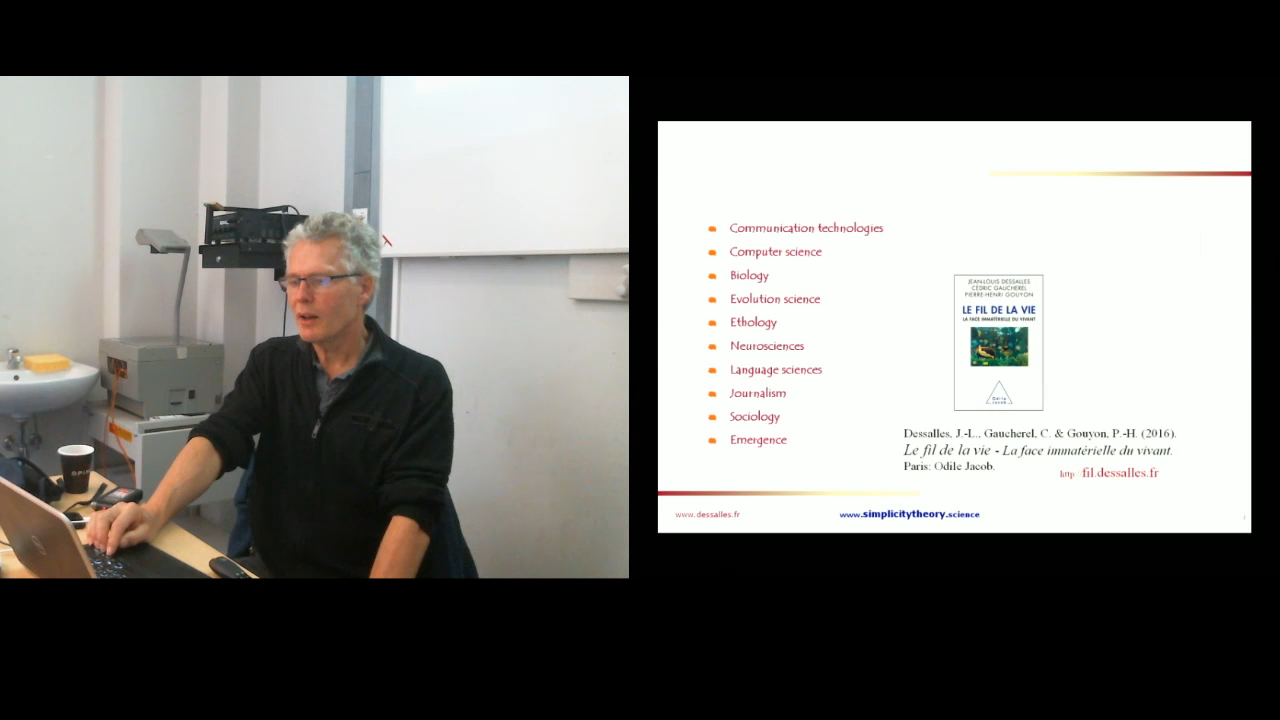 Communication technologies
Computer science
Biology
Evolution science
Ethology
Neurosciences
Language sciences
Journalism
Sociology
Emergence
JEAN-LOUIS DESSALLES
CÉDRIC GAUCHEREL
PIERRE-HENRI GOUYON
LE FIL DE LA VIE
LA FACE IMMATÉRIELLE DU VIVANT
Odile
Jacob
Dessalles, J.-L., Gaucherel, C. & Gouyon, P.-H. (2016).
Le fil de la vie - La face immatérielle du vivant.
Paris: Odile Jacob.
http://fil.dessalles.fr
www.dessalles.fr
www.simplicitytheory.science